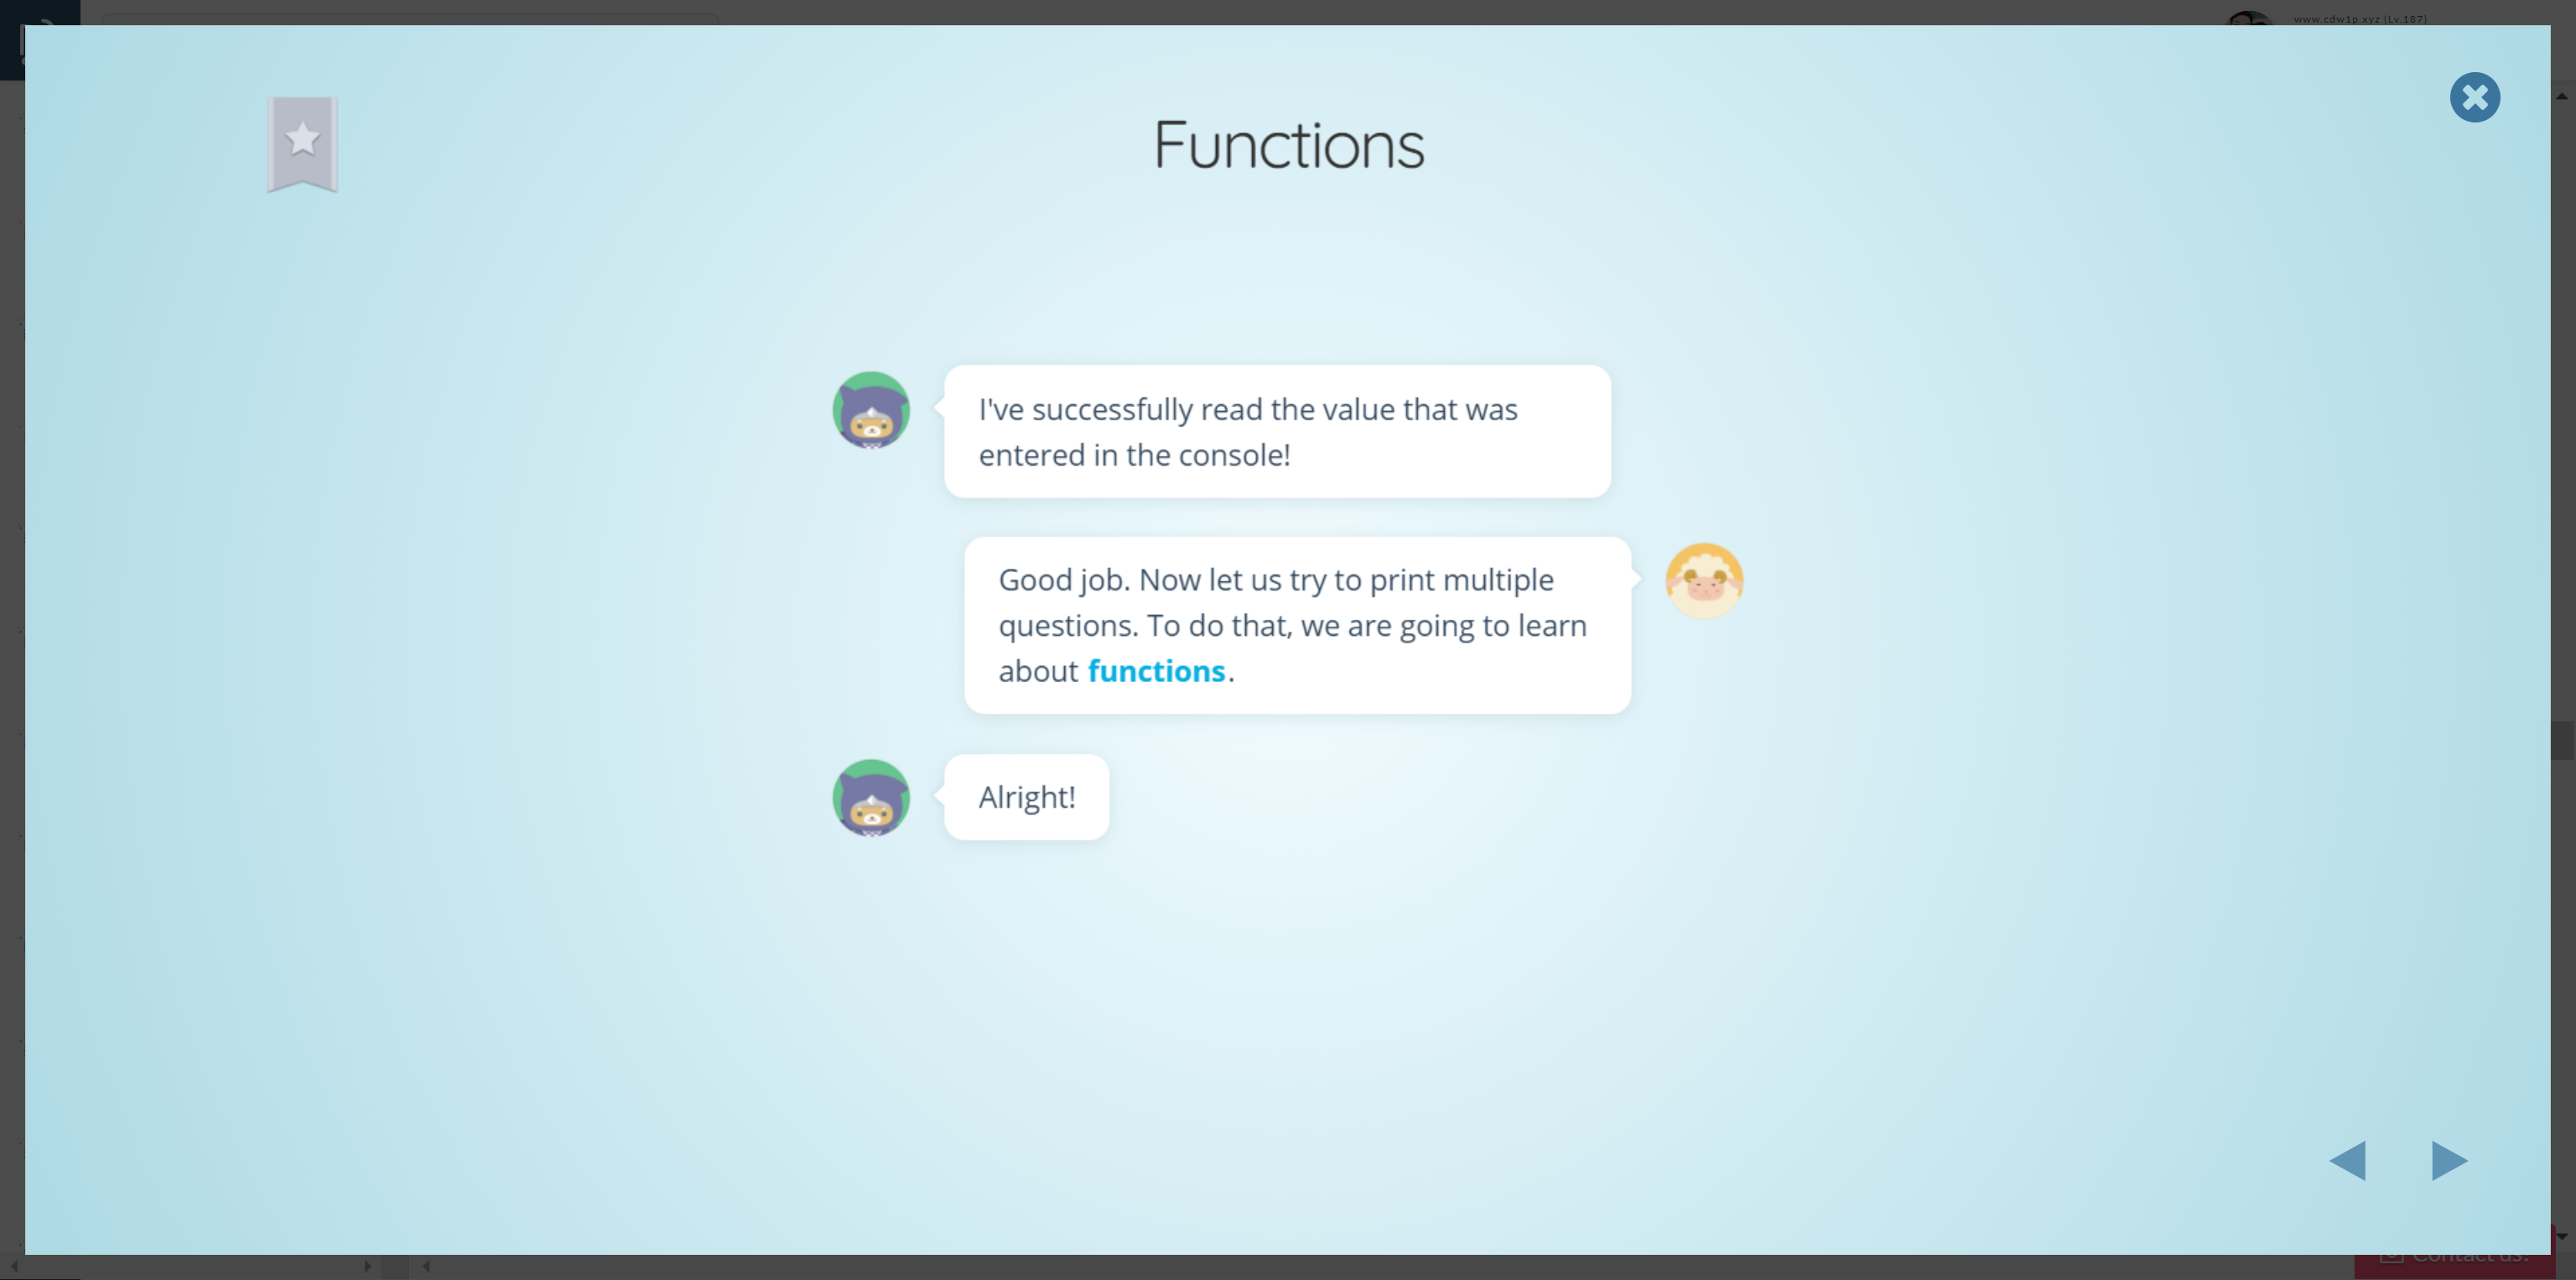 www.cdw1p.xyz (Lv.187)
Functions
I've successfully read the value that was
entered in the console!
Good job. Now let us try to print multiple
questions. To do that, we are going to learn
about functions.
Alright!
Contact us!